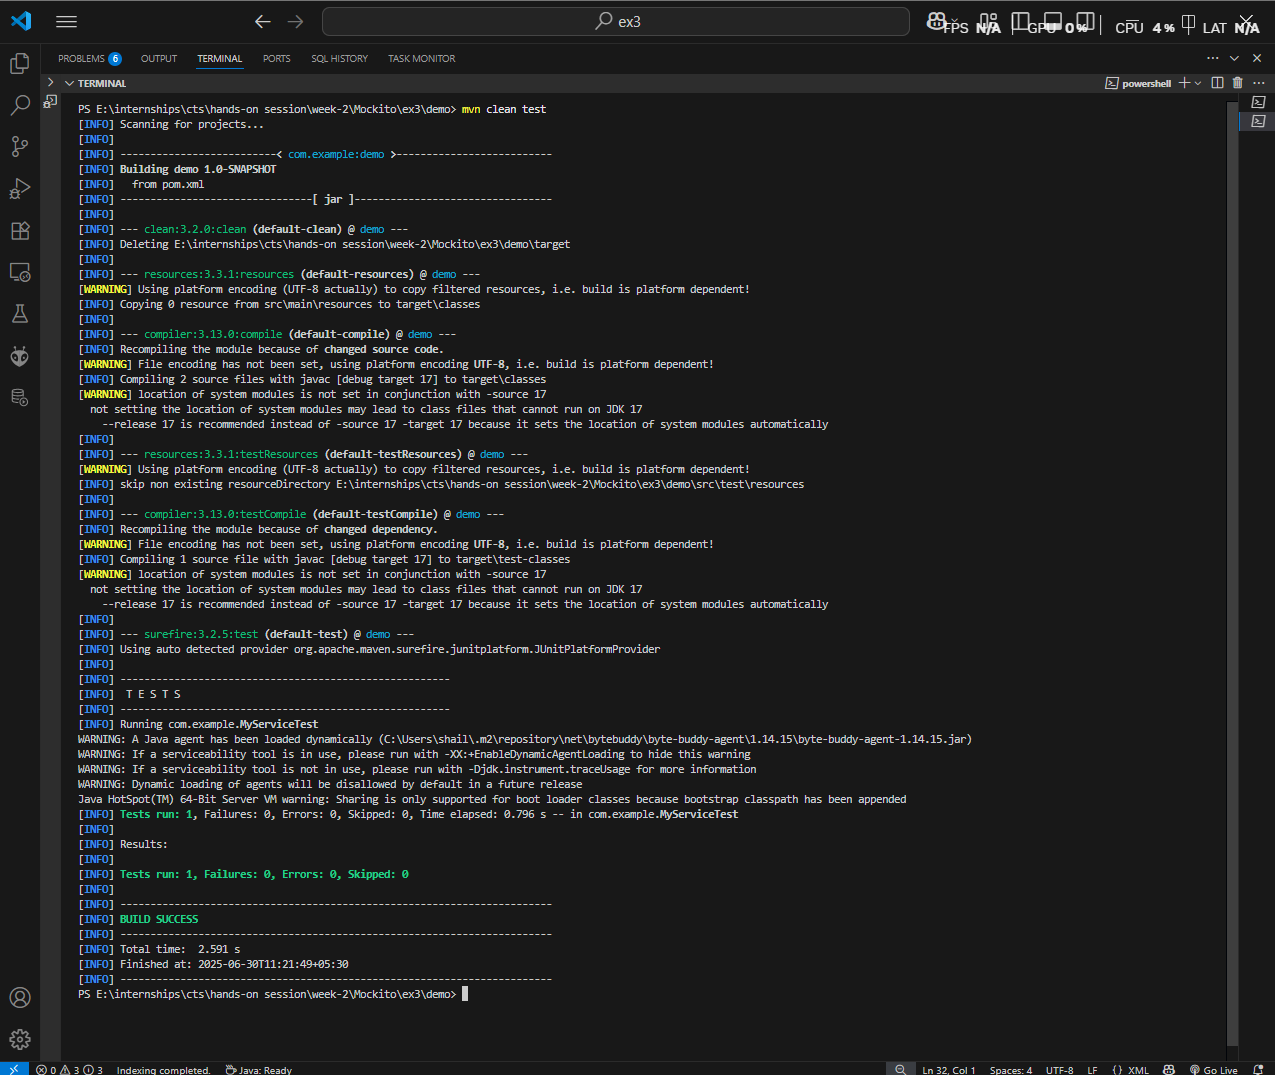 ex3
FPS N/A GPU 0% CPU 4% LAT N/A
PROBLEMS 6 OUTPUT TERMINAL PORTS SQL HISTORY TASK MONITOR
TERMINAL
powershell
PS E:\internships\cts\hands-on session\week-2\Mockito\ex3\demo> mvn clean test
[INFO] Scanning for projects...
[INFO]
[INFO] --------------------------< com.example:demo >--------------------------
[INFO] Building demo 1.0-SNAPSHOT
[INFO]   from pom.xml
[INFO] --------------------------------[ jar ]---------------------------------
[INFO]
[INFO] --- clean:3.2.0:clean (default-clean) @ demo ---
[INFO] Deleting E:\internships\cts\hands-on session\week-2\Mockito\ex3\demo\target
[INFO]
[INFO] --- resources:3.3.1:resources (default-resources) @ demo ---
[WARNING] Using platform encoding (UTF-8 actually) to copy filtered resources, i.e. build is platform dependent!
[INFO] Copying 0 resource from src\main\resources to target\classes
[INFO]
[INFO] --- compiler:3.13.0:compile (default-compile) @ demo ---
[INFO] Recompiling the module because of changed source code.
[WARNING] File encoding has not been set, using platform encoding UTF-8, i.e. build is platform dependent!
[INFO] Compiling 2 source files with javac [debug target 17] to target\classes
[WARNING] location of system modules is not set in conjunction with -source 17
  not setting the location of system modules may lead to class files that cannot run on JDK 17
    --release 17 is recommended instead of -source 17 -target 17 because it sets the location of system modules automatically
[INFO]
[INFO] --- resources:3.3.1:testResources (default-testResources) @ demo ---
[WARNING] Using platform encoding (UTF-8 actually) to copy filtered resources, i.e. build is platform dependent!
[INFO] skip non existing resourceDirectory E:\internships\cts\hands-on session\week-2\Mockito\ex3\demo\src\test\resources
[INFO]
[INFO] --- compiler:3.13.0:testCompile (default-testCompile) @ demo ---
[INFO] Recompiling the module because of changed dependency.
[WARNING] File encoding has not been set, using platform encoding UTF-8, i.e. build is platform dependent!
[INFO] Compiling 1 source file with javac [debug target 17] to target\test-classes
[WARNING] location of system modules is not set in conjunction with -source 17
  not setting the location of system modules may lead to class files that cannot run on JDK 17
    --release 17 is recommended instead of -source 17 -target 17 because it sets the location of system modules automatically
[INFO]
[INFO] --- surefire:3.2.5:test (default-test) @ demo ---
[INFO] Using auto detected provider org.apache.maven.surefire.junitplatform.JUnitPlatformProvider
[INFO]
[INFO] -------------------------------------------------------
[INFO]  T E S T S
[INFO] -------------------------------------------------------
[INFO] Running com.example.MyServiceTest
WARNING: A Java agent has been loaded dynamically (C:\Users\shail\.m2\repository\net\bytebuddy\byte-buddy-agent\1.14.15\byte-buddy-agent-1.14.15.jar)
WARNING: If a serviceability tool is in use, please run with -XX:+EnableDynamicAgentLoading to hide this warning
WARNING: If a serviceability tool is not in use, please run with -Djdk.instrument.traceUsage for more information
WARNING: Dynamic loading of agents will be disallowed by default in a future release
Java HotSpot(TM) 64-Bit Server VM warning: Sharing is only supported for boot loader classes because bootstrap classpath has been appended
[INFO] Tests run: 1, Failures: 0, Errors: 0, Skipped: 0, Time elapsed: 0.796 s -- in com.example.MyServiceTest
[INFO]
[INFO] Results:
[INFO]
[INFO] Tests run: 1, Failures: 0, Errors: 0, Skipped: 0
[INFO]
[INFO] ------------------------------------------------------------------------
[INFO] BUILD SUCCESS
[INFO] ------------------------------------------------------------------------
[INFO] Total time:  2.591 s
[INFO] Finished at: 2025-06-30T11:21:49+05:30
[INFO] ------------------------------------------------------------------------
PS E:\internships\cts\hands-on session\week-2\Mockito\ex3\demo>
0 3 3 Indexing completed. Java: Ready Ln 32, Col 1 Spaces: 4 UTF-8 LF {} XML Go Live